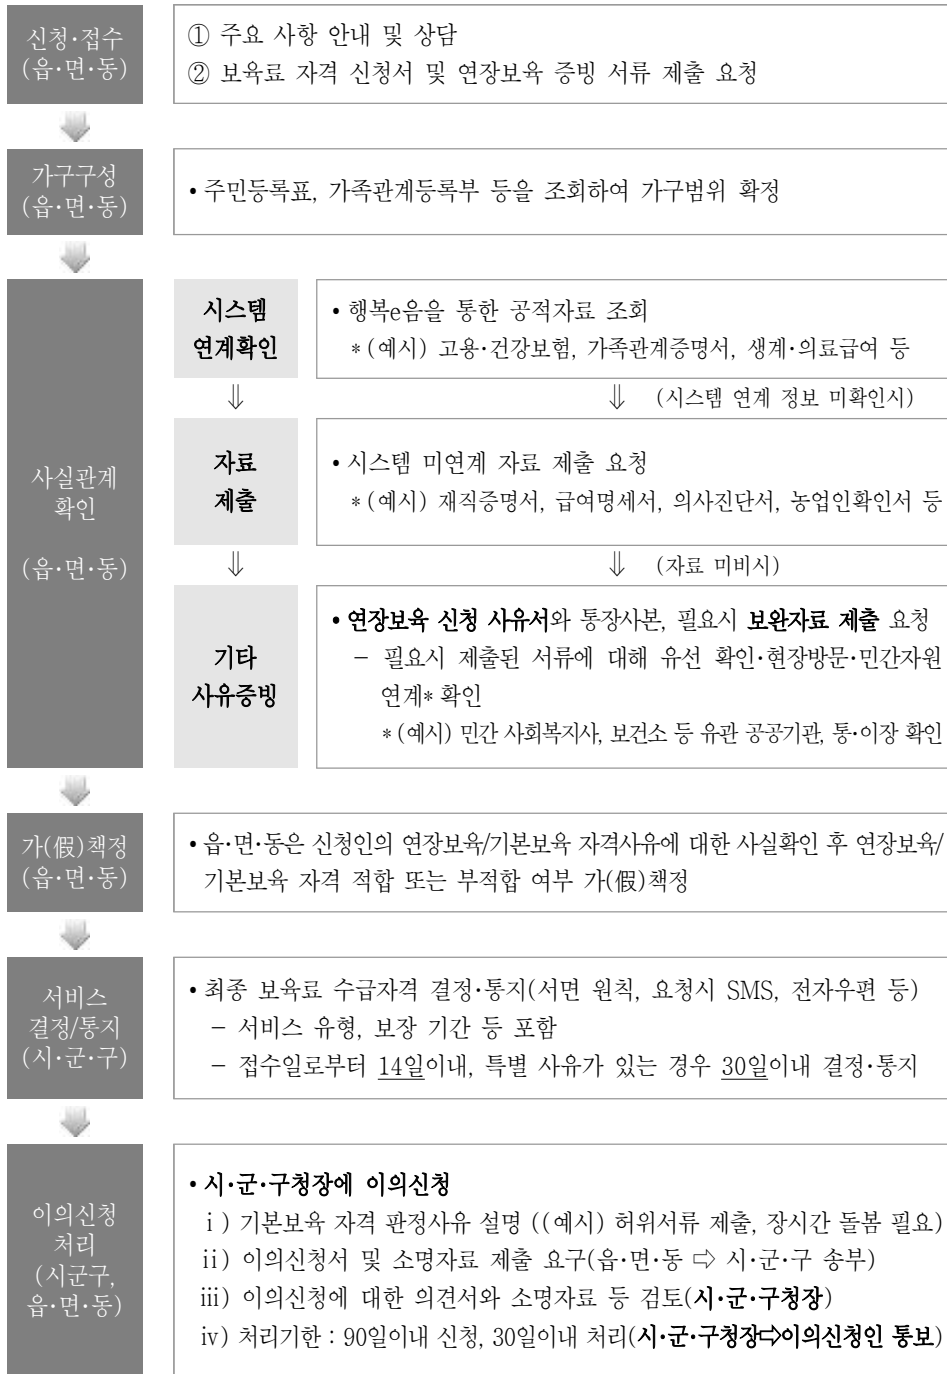 신청·접수
(읍·면·동)
① 주요 사항 안내 및 상담
② 보육료 자격 신청서 및 연장보육 증빙 서류 제출 요청
가구구성
(읍·면·동)
• 주민등록표, 가족관계등록부 등을 조회하여 가구범위 확정
사실관계
확인
(읍·면·동)
시스템
연계확인
• 행복e음을 통한 공적자료 조회
* (예시) 고용·건강보험, 가족관계증명서, 생계·의료급여 등
⇓
⇓ (시스템 연계 정보 미확인시)
자료
제출
• 시스템 미연계 자료 제출 요청
* (예시) 재직증명서, 급여명세서, 의사진단서, 농업인확인서 등
⇓
⇓ (자료 미비시)
기타
사유증빙
• 연장보육 신청 사유서와 통장사본, 필요시 보완자료 제출 요청
− 필요시 제출된 서류에 대해 유선 확인·현장방문·민간자원
연계* 확인
* (예시) 민간 사회복지사, 보건소 등 유관 공공기관, 통·이장 확인
가(假)책정
(읍·면·동)
• 읍·면·동은 신청인의 연장보육/기본보육 자격사유에 대한 사실확인 후 연장보육/
기본보육 자격 적합 또는 부적합 여부 가(假)책정
서비스
결정/통지
(시·군·구)
• 최종 보육료 수급자격 결정·통지(서면 원칙, 요청시 SMS, 전자우편 등)
− 서비스 유형, 보장 기간 등 포함
− 접수일로부터 14일이내, 특별 사유가 있는 경우 30일이내 결정·통지
이의신청
처리
(시군구,
읍·면·동)
• 시·군·구청장에 이의신청
ⅰ) 기본보육 자격 판정사유 설명 ((예시) 허위서류 제출, 장시간 돌봄 필요)
ⅱ) 이의신청서 및 소명자료 제출 요구(읍·면·동 ⇨ 시·군·구 송부)
ⅲ) 이의신청에 대한 의견서와 소명자료 등 검토(시·군·구청장)
ⅳ) 처리기한 : 90일이내 신청, 30일이내 처리(시·군·구청장⇨이의신청인 통보)